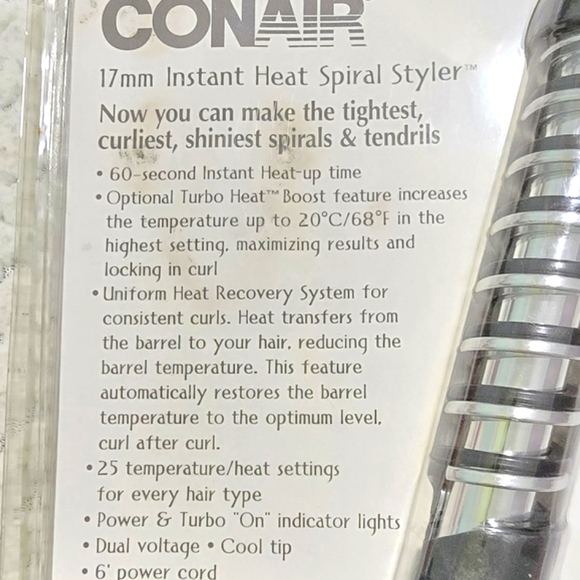 CONAIR
17mm Instant Heat Spiral Styler™
Now you can make the tightest,
curliest, shiniest spirals & tendrils
• 60-second Instant Heat-up time
• Optional Turbo Heat™ Boost feature increases
the temperature up to 20°C/68°F in the
highest setting, maximizing results and
locking in curl
• Uniform Heat Recovery System for
consistent curls. Heat transfers from
the barrel to your hair, reducing the
barrel temperature. This feature
automatically restores the barrel
temperature to the optimum level,
curl after curl.
• 25 temperature/heat settings
for every hair type
• Power & Turbo "On" indicator lights
• Dual voltage • Cool tip
• 6' power cord